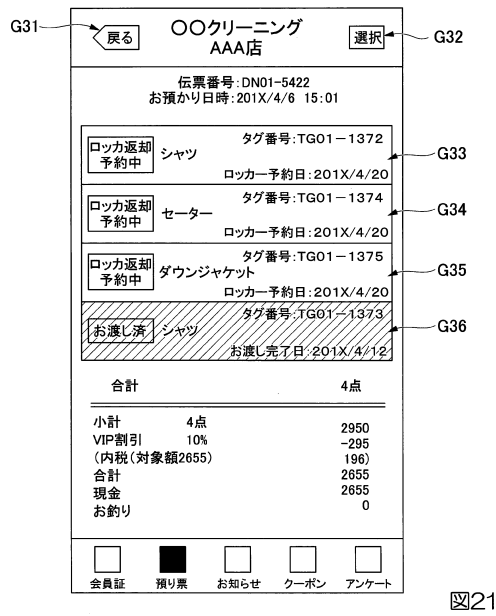 G31
戻る
〇〇クリーニング
AAA店
選択
G32
伝票番号:DN01-5422
お預かり日時:201X/4/6 15:01
ロッカ返却
予約中
シャツ
タグ番号:TG01-1372
ロッカー予約日:201X/4/20
G33
ロッカ返却
予約中
セーター
タグ番号:TG01-1374
ロッカー予約日:201X/4/20
G34
ロッカ返却
予約中
ダウンジャケット
タグ番号:TG01-1375
ロッカー予約日:201X/4/20
G35
お渡し済
シャツ
タグ番号:TG01-1373
お渡し完了日:201X/4/12
G36
合計 4点
小計 4点 2950
VIP割引 10% -295
(内税(対象額2655) 196)
合計 2655
現金 2655
お釣り 0
会員証 預り票 お知らせ クーポン アンケート
図21